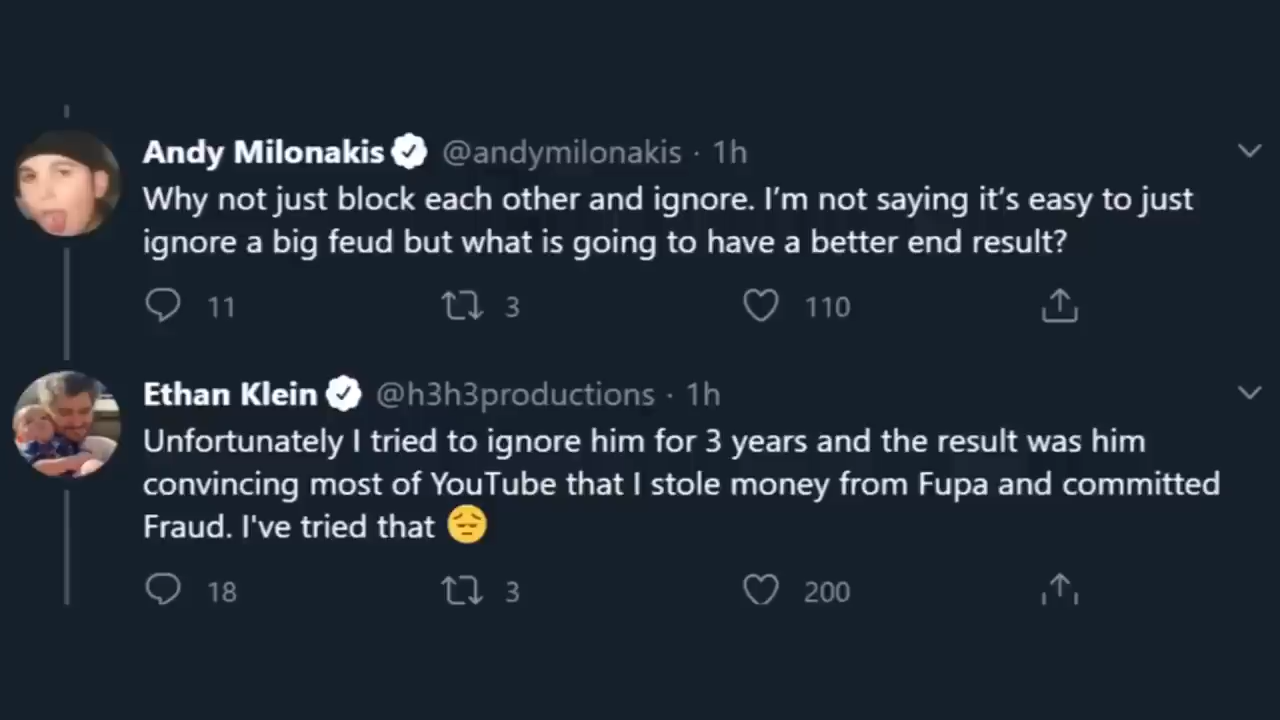 Andy Milonakis @andymilonakis · 1h
Why not just block each other and ignore. I’m not saying it’s easy to just
ignore a big feud but what is going to have a better end result?
11 3 110
Ethan Klein @h3h3productions · 1h
Unfortunately I tried to ignore him for 3 years and the result was him
convincing most of YouTube that I stole money from Fupa and committed
Fraud. I've tried that 😔
18 3 200